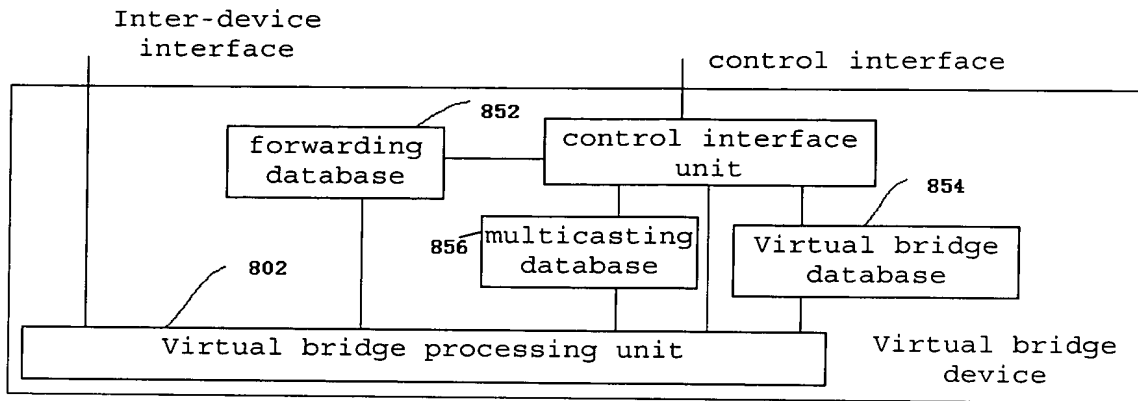 Inter-device
interface
control interface
852
forwarding
database
control interface
unit
854
856
multicasting
database
Virtual bridge
database
802
Virtual bridge processing unit
Virtual bridge
device